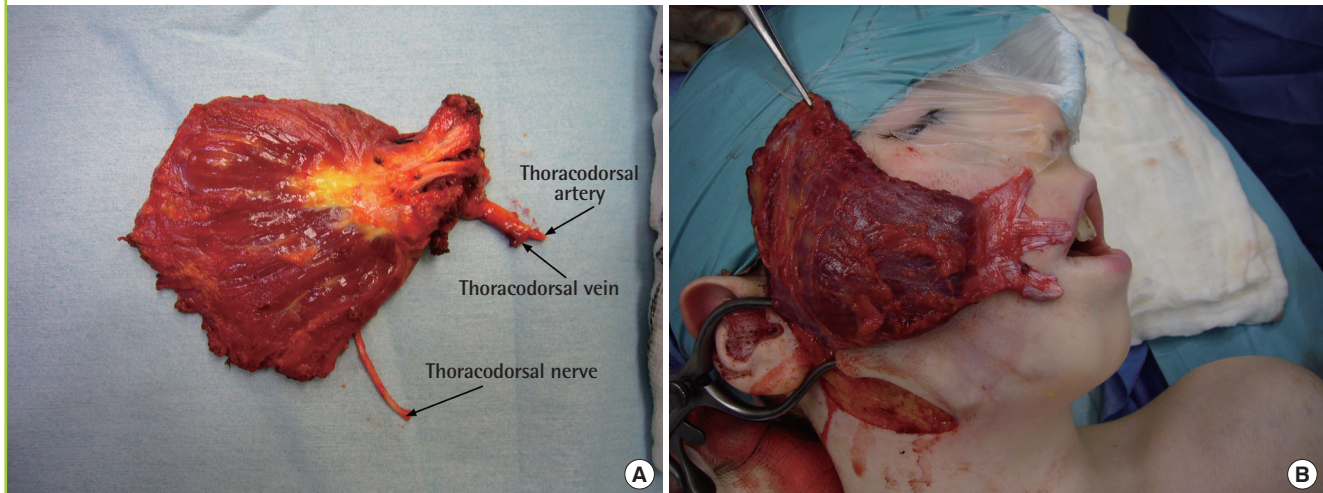 Thoracodorsal
artery
Thoracodorsal vein
Thoracodorsal nerve
A
B